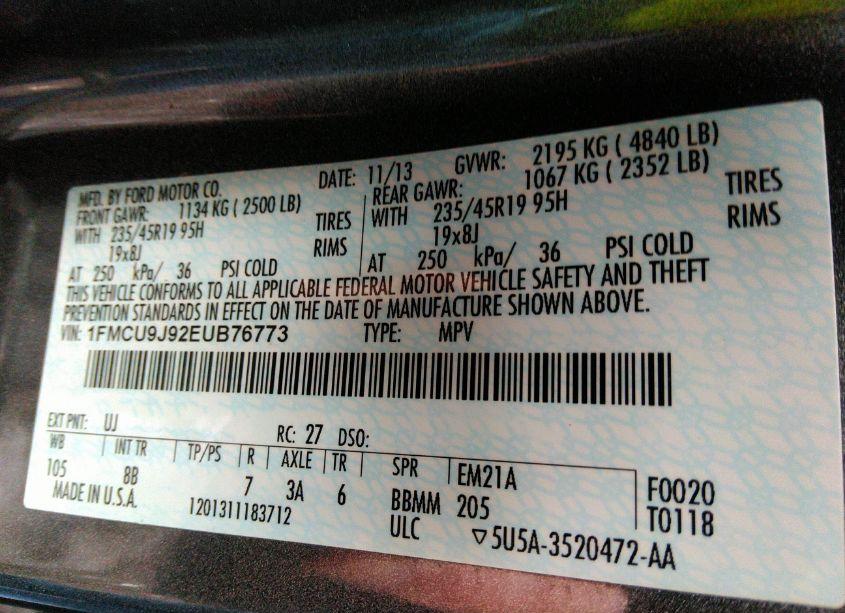 MFD. BY FORD MOTOR CO. DATE: 11/13 GVWR: 2195 KG ( 4840 LB)
FRONT GAWR: 1134 KG ( 2500 LB) REAR GAWR: 1067 KG ( 2352 LB)
WITH 235/45R19 95H TIRES WITH 235/45R19 95H TIRES
19x8J RIMS 19x8J RIMS
AT 250 kPa/ 36 PSI COLD AT 250 kPa/ 36 PSI COLD
THIS VEHICLE CONFORMS TO ALL APPLICABLE FEDERAL MOTOR VEHICLE SAFETY AND THEFT
PREVENTION STANDARDS IN EFFECT ON THE DATE OF MANUFACTURE SHOWN ABOVE.
VIN: 1FMCU9J92EUB76773 TYPE: MPV
EXT PNT: UJ RC: 27 DSO:
WB INT TR TP/PS R AXLE TR SPR EM21A F0020
105 8B 7 3A 6 BBMM 205 T0118
MADE IN U.S.A. 1201311183712 ULC ▽5U5A-3520472-AA